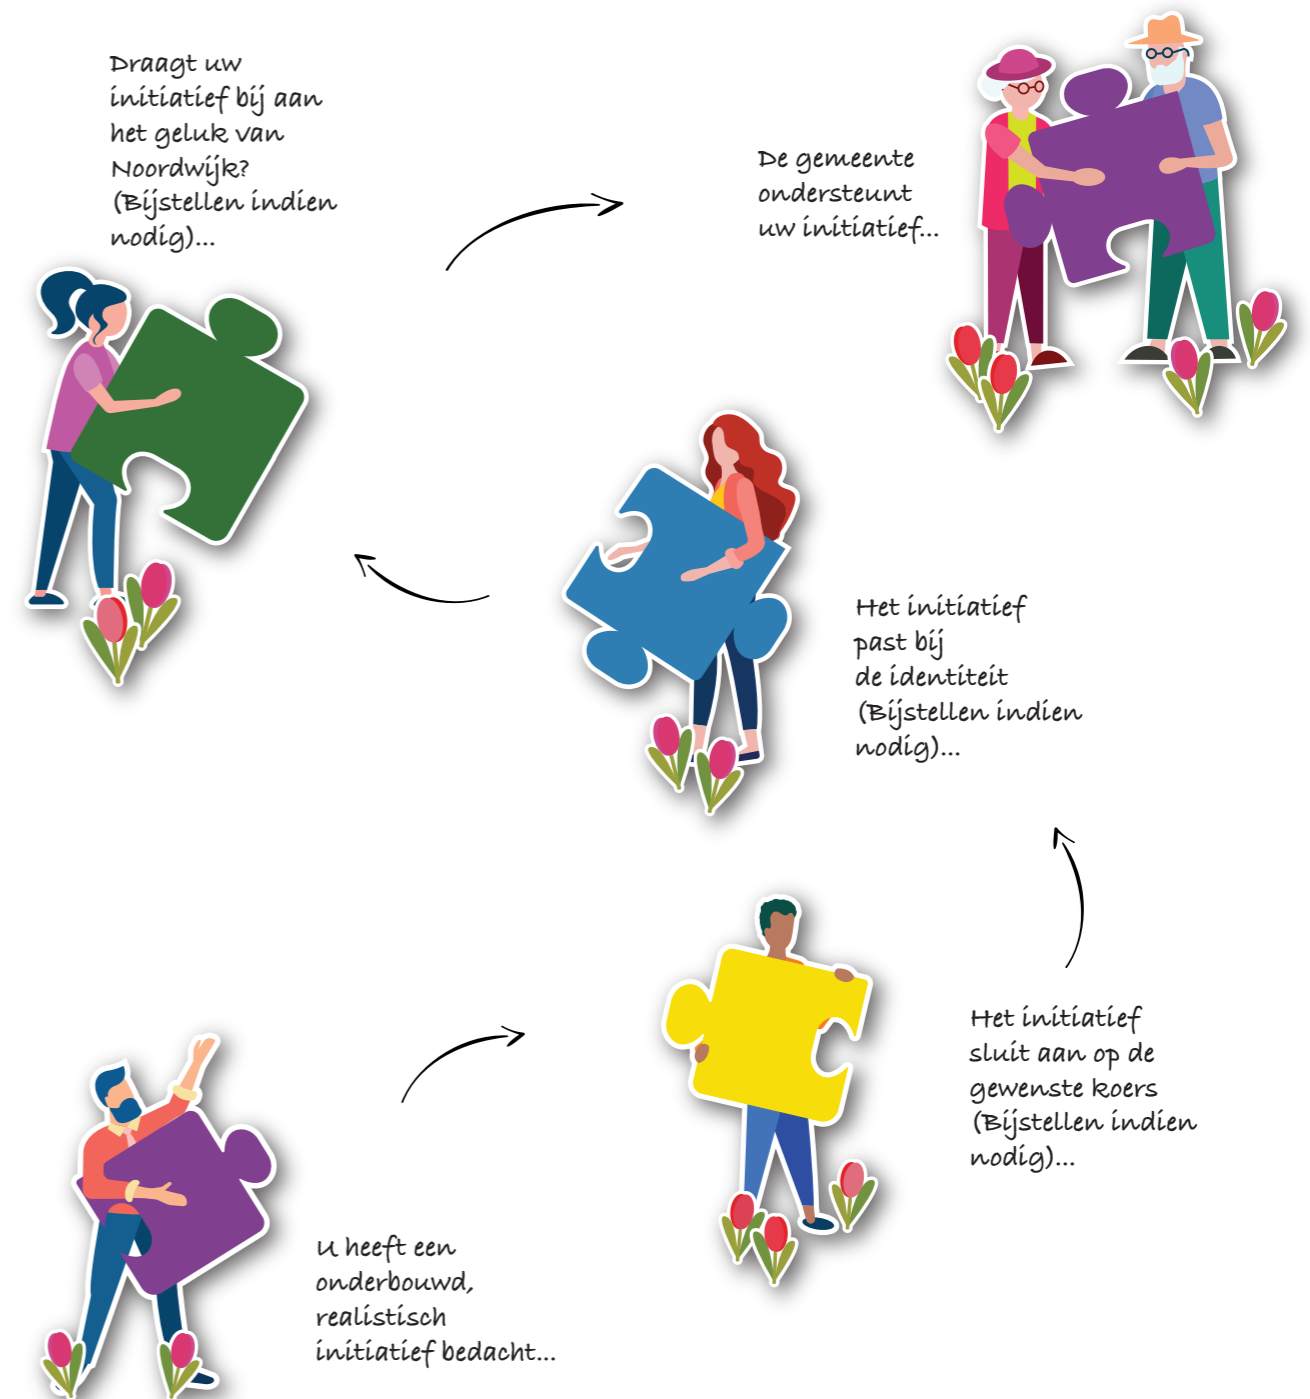 Draagt uw
initiatief bij aan
het geluk van
Noordwijk?
(Bijstellen indien
nodig)...
De gemeente
ondersteunt
uw initiatief...
Het initiatief
past bij
de identiteit
(Bijstellen indien
nodig)...
Het initiatief
sluit aan op de
gewenste koers
(Bijstellen indien
nodig)...
U heeft een
onderbouwd,
realistisch
initiatief bedacht...